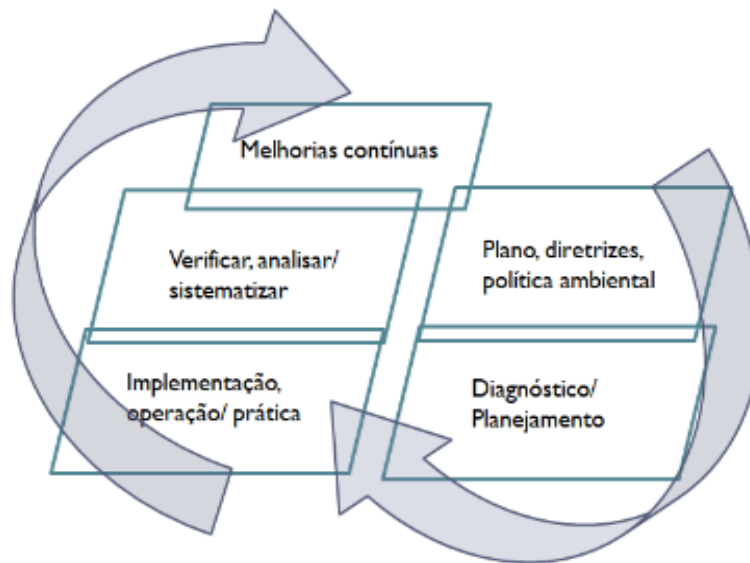 Melhorias contínuas
Verificar, analisar/
sistematizar
Plano, diretrizes,
política ambiental
Implementação,
operação/ prática
Diagnóstico/
Planejamento